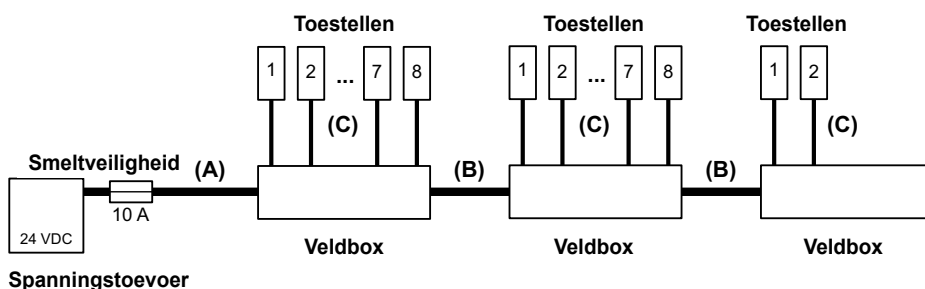 Toestellen Toestellen Toestellen
1 2 ... 7 8 1 2 ... 7 8 1 2
(C) (C) (C)
Smeltveiligheid (A) (B) (B)
10 A
24 VDC Veldbox Veldbox Veldbox
Spanningstoevoer